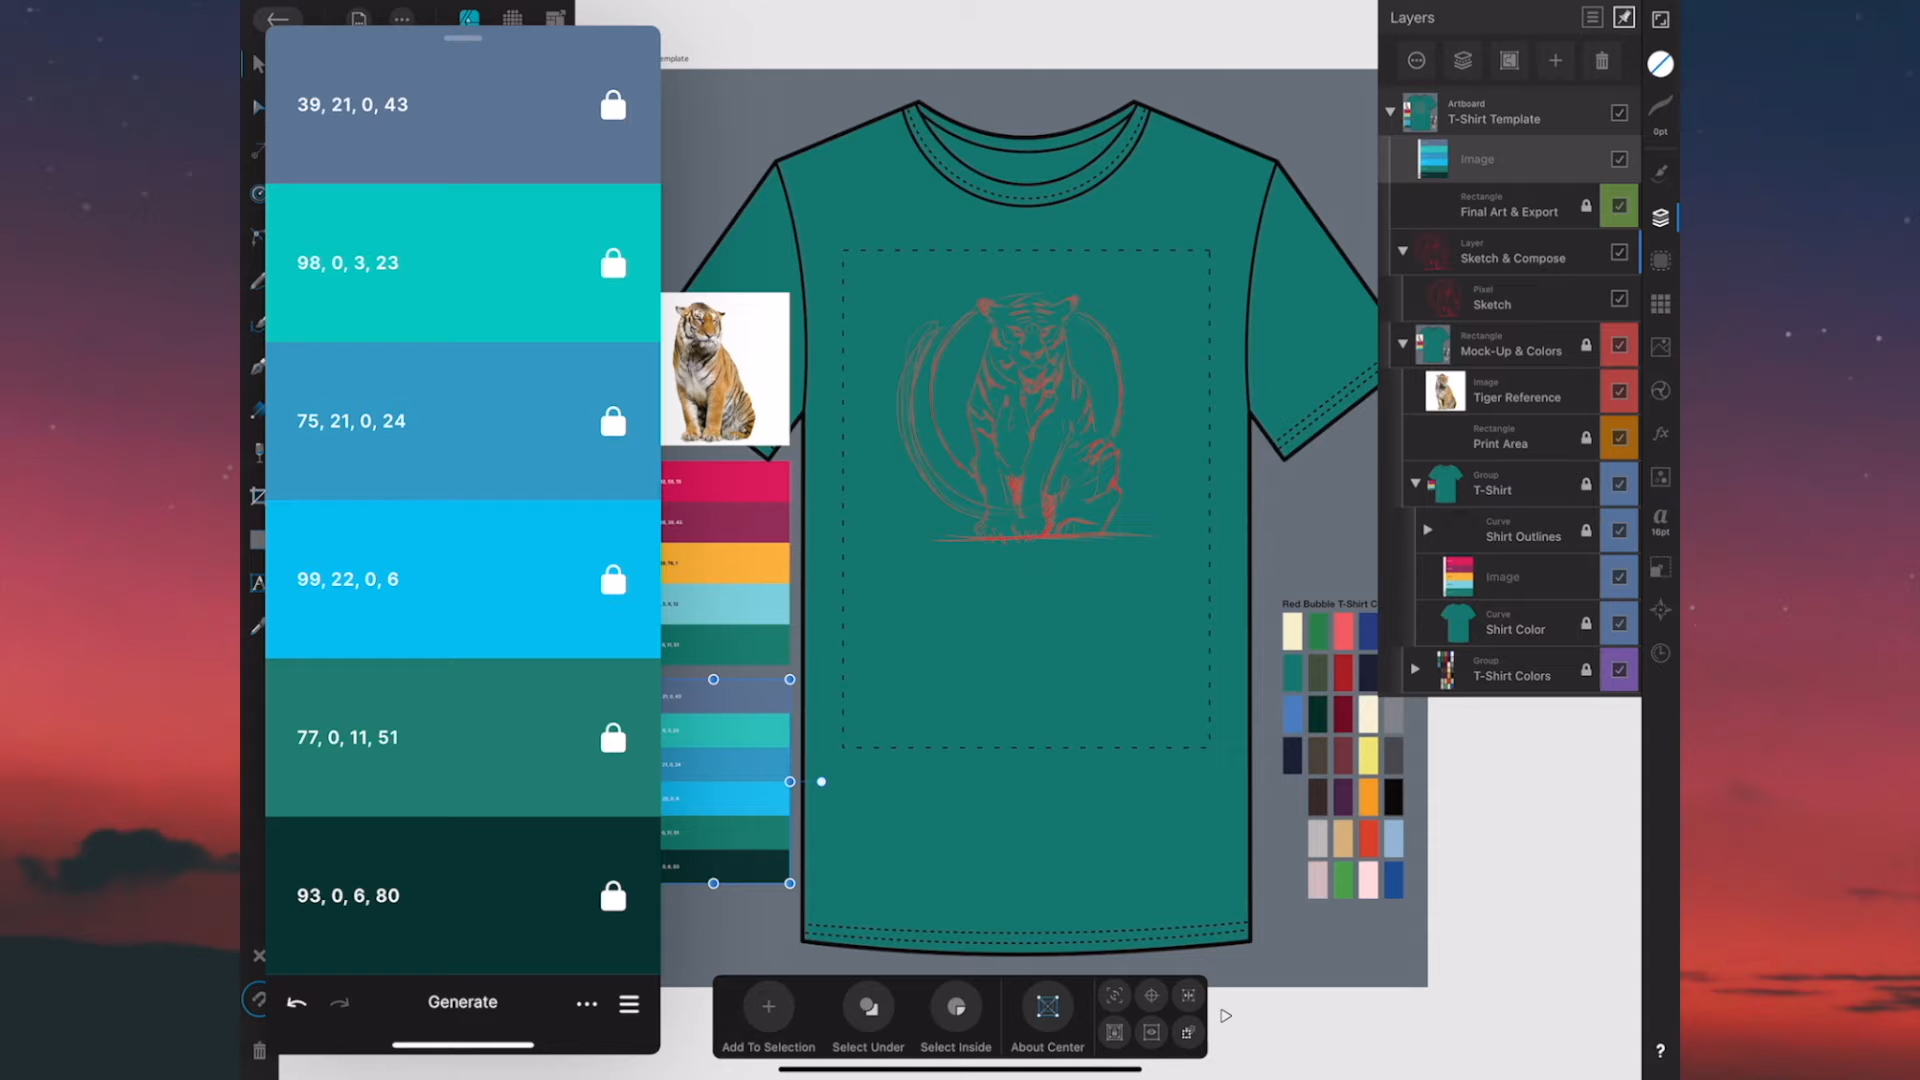 39, 21, 0, 43
98, 0, 3, 23
75, 21, 0, 24
99, 22, 0, 6
77, 0, 11, 51
93, 0, 6, 80
Generate
emplate
Red Bubble T-Shirt C
Add To Selection
Select Under
Select Inside
About Center
Layers
Artboard
T-Shirt Template
Image
Rectangle
Final Art & Export
Layer
Sketch & Compose
Pixel
Sketch
Rectangle
Mock-Up & Colors
Image
Tiger Reference
Rectangle
Print Area
Group
T-Shirt
Curve
Shirt Outlines
Image
Curve
Shirt Color
Group
T-Shirt Colors
0pt
fx
a
16pt
?
A